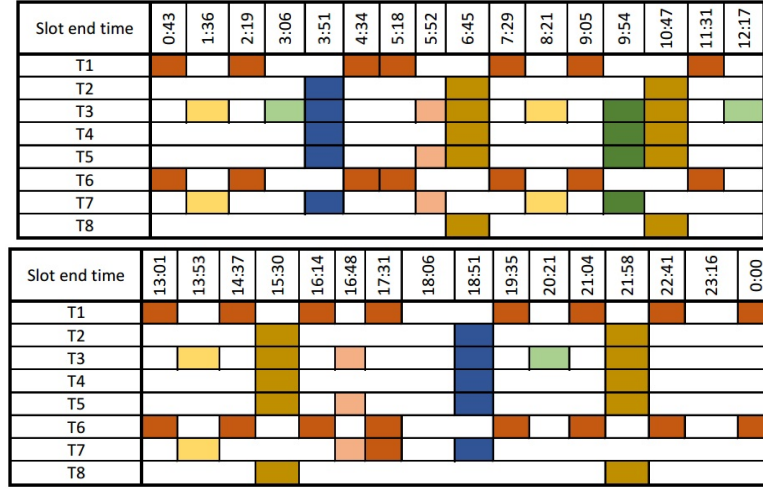 Slot end time 0:43 1:36 2:19 3:06 3:51 4:34 5:18 5:52 6:45 7:29 8:21 9:05 9:54 10:47 11:31 12:17
T1
T2
T3
T4
T5
T6
T7
T8
Slot end time 13:01 13:53 14:37 15:30 16:14 16:48 17:31 18:06 18:51 19:35 20:21 21:04 21:58 22:41 23:16 0:00
T1
T2
T3
T4
T5
T6
T7
T8